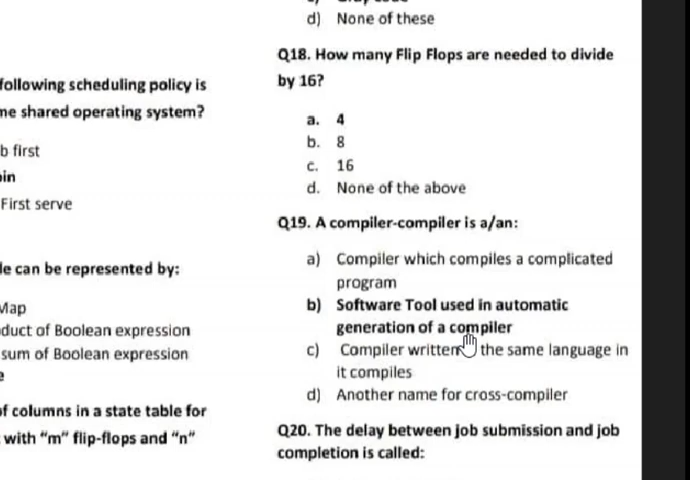 following scheduling policy is
me shared operating system?
b first
First serve
le can be represented by:
Map
duct of Boolean expression
sum of Boolean expression
of columns in a state table for
with “m” flip-flops and “n”
d) None of these
Q18. How many Flip Flops are needed to divide
by 16?
a. 4
b. 8
c. 16
d. None of the above
Q19. A compiler-compiler is a/an:
a) Compiler which compiles a complicated
program
b) Software Tool used in automatic
generation of a compiler
c) Compiler written the same language in
it compiles
d) Another name for cross-compiler
Q20. The delay between job submission and job
completion is called: